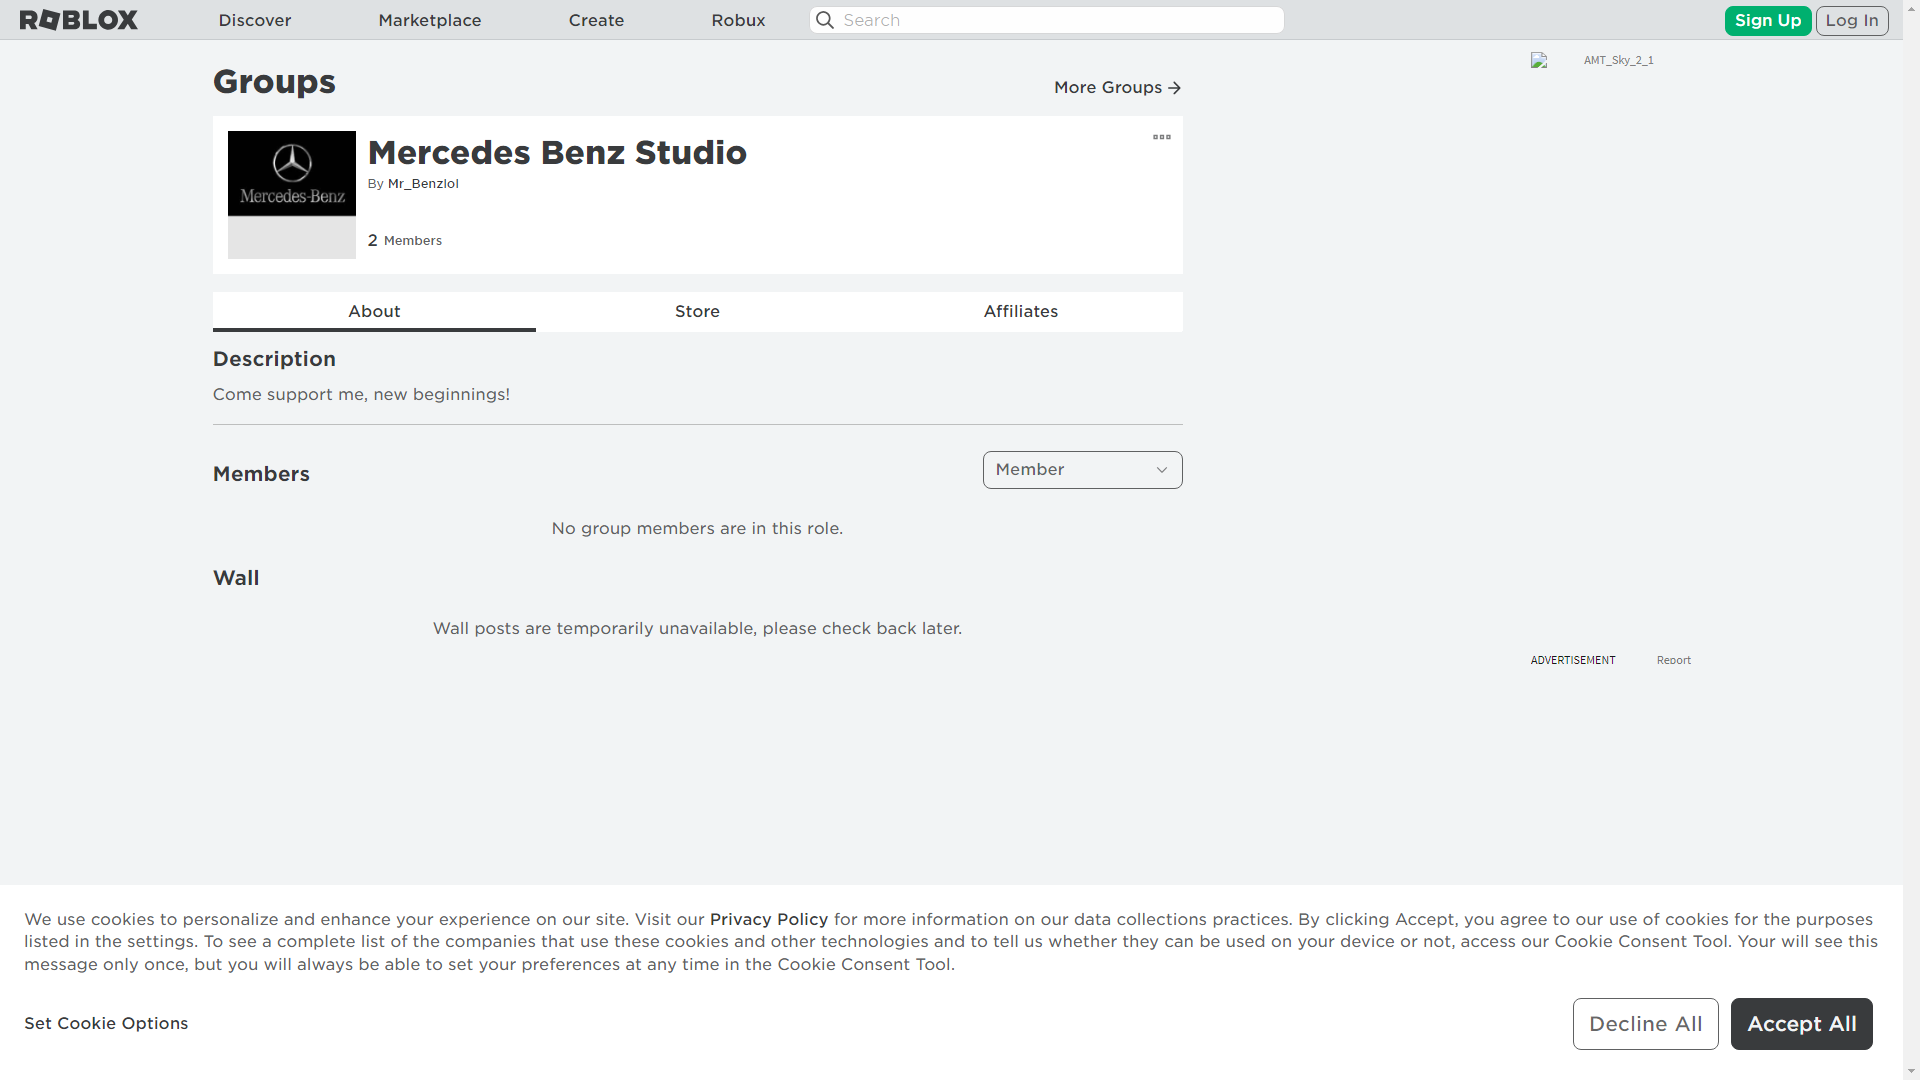 ROBLOX
Discover
Marketplace
Create
Robux
Search
Sign Up
Log In
AMT_Sky_2_1
Groups
More Groups
Mercedes-Benz
Mercedes Benz Studio
By Mr_Benzlol
2 Members
About
Store
Affiliates
Description
Come support me, new beginnings!
Members
Member
No group members are in this role.
Wall
Wall posts are temporarily unavailable, please check back later.
ADVERTISEMENT
Report
We use cookies to personalize and enhance your experience on our site. Visit our Privacy Policy for more information on our data collections practices. By clicking Accept, you agree to our use of cookies for the purposes
listed in the settings. To see a complete list of the companies that use these cookies and other technologies and to tell us whether they can be used on your device or not, access our Cookie Consent Tool. Your will see this
message only once, but you will always be able to set your preferences at any time in the Cookie Consent Tool.
Set Cookie Options
Decline All
Accept All